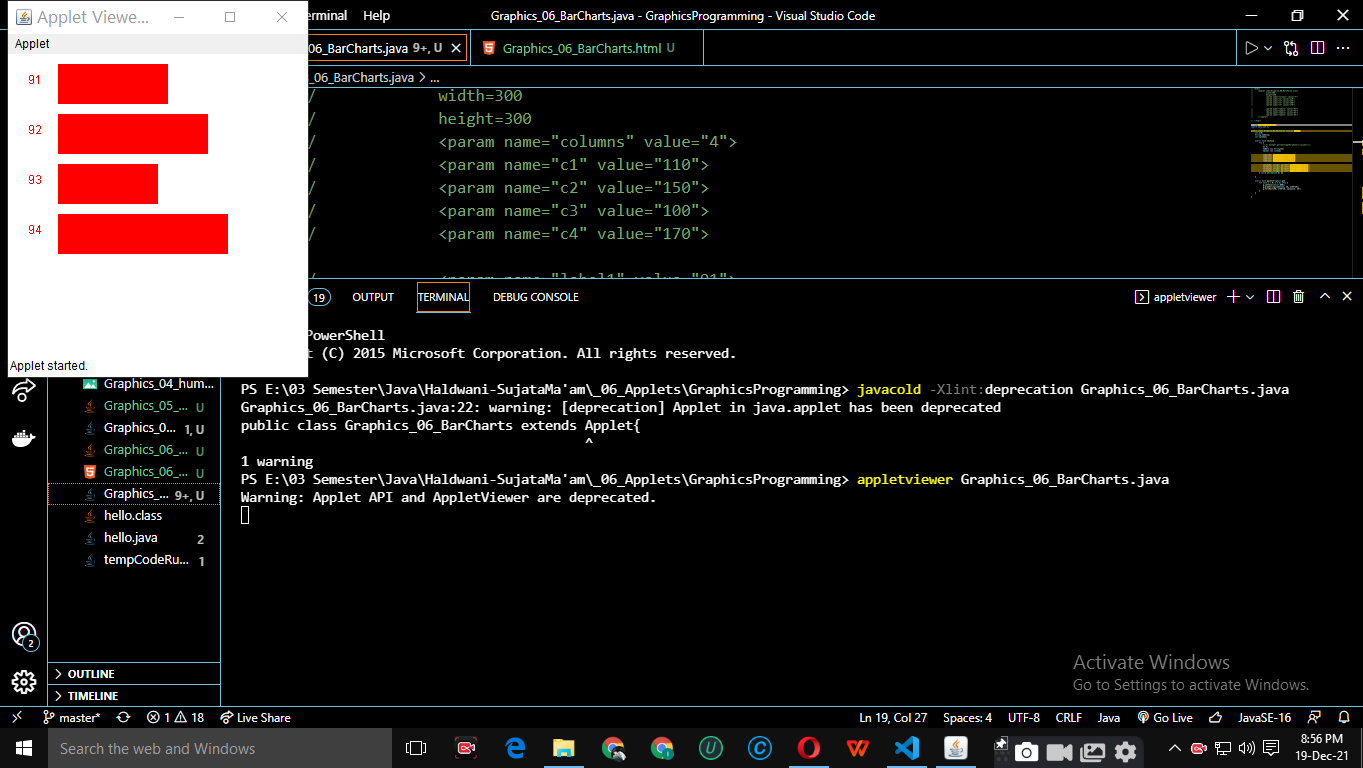 Applet Viewe...
Terminal Help
Graphics_06_BarCharts.java - GraphicsProgramming - Visual Studio Code
Applet
06_BarCharts.java 9+, U
Graphics_06_BarCharts.html U
_06_BarCharts.java > ...
91
92
93
94
Applet started.
/ width=300
/ height=300
/ <param name="columns" value="4">
/ <param name="c1" value="110">
/ <param name="c2" value="150">
/ <param name="c3" value="100">
/ <param name="c4" value="170">
/ <param name="label1" value="91">
19 OUTPUT TERMINAL DEBUG CONSOLE
appletviewer
PowerShell
t (C) 2015 Microsoft Corporation. All rights reserved.
PS E:\03 Semester\Java\Haldwani-SujataMa'am\_06_Applets\GraphicsProgramming> javacold -Xlint:deprecation Graphics_06_BarCharts.java
Graphics_06_BarCharts.java:22: warning: [deprecation] Applet in java.applet has been deprecated
public class Graphics_06_BarCharts extends Applet{
^
1 warning
PS E:\03 Semester\Java\Haldwani-SujataMa'am\_06_Applets\GraphicsProgramming> appletviewer Graphics_06_BarCharts.java
Warning: Applet API and AppletViewer are deprecated.
Graphics_04_hum...
Graphics_05_... U
Graphics_0... 1, U
Graphics_06_... U
Graphics_06_... U
Graphics_... 9+, U
hello.class
hello.java 2
tempCodeRu... 1
2
OUTLINE
TIMELINE
Activate Windows
Go to Settings to activate Windows.
master* 1 18 Live Share
Ln 19, Col 27 Spaces: 4 UTF-8 CRLF Java Go Live JavaSE-16
Search the web and Windows
8:56 PM
19-Dec-21